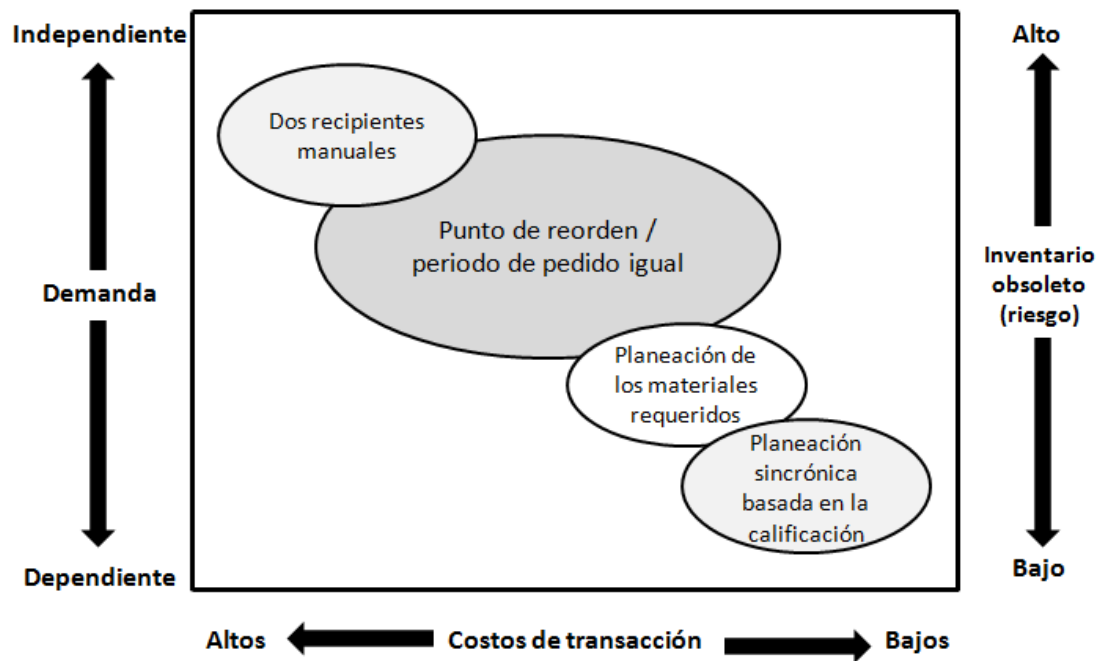 Independiente
Demanda
Dependiente
Dos recipientes
manuales
Punto de reorden /
periodo de pedido igual
Planeación de
los materiales
requeridos
Planeación
sincrónica
basada en la
calificación
Alto
Inventario
obsoleto
(riesgo)
Bajo
Altos Costos de transacción Bajos